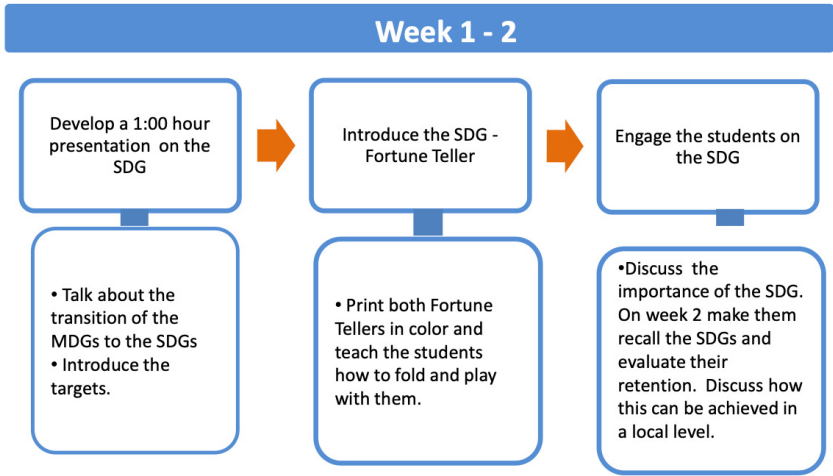 Week 1 - 2
Develop a 1:00 hour
presentation on the
SDG
Introduce the SDG -
Fortune Teller
Engage the students on
the SDG
• Talk about the
transition of the
MDGs to the SDGs
• Introduce the
targets.
• Print both Fortune
Tellers in color and
teach the students
how to fold and play
with them.
•Discuss the
importance of the SDG.
On week 2 make them
recall the SDGs and
evaluate their
retention. Discuss how
this can be achieved in
a local level.